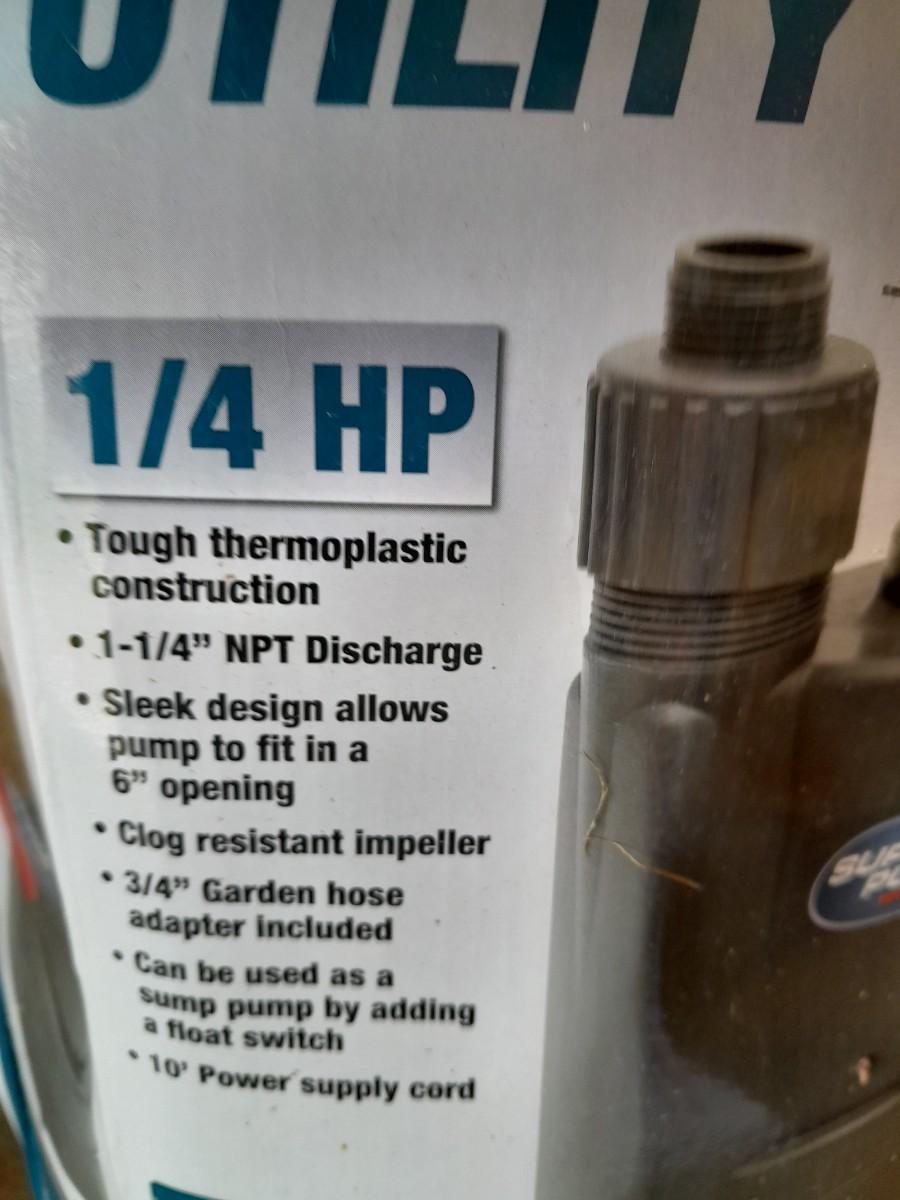 UTILITY
1/4 HP
• Tough thermoplastic
construction
• 1-1/4” NPT Discharge
• Sleek design allows
pump to fit in a
6” opening
• Clog resistant impeller
• 3/4” Garden hose
adapter included
• Can be used as a
sump pump by adding
a float switch
• 10’ Power supply cord